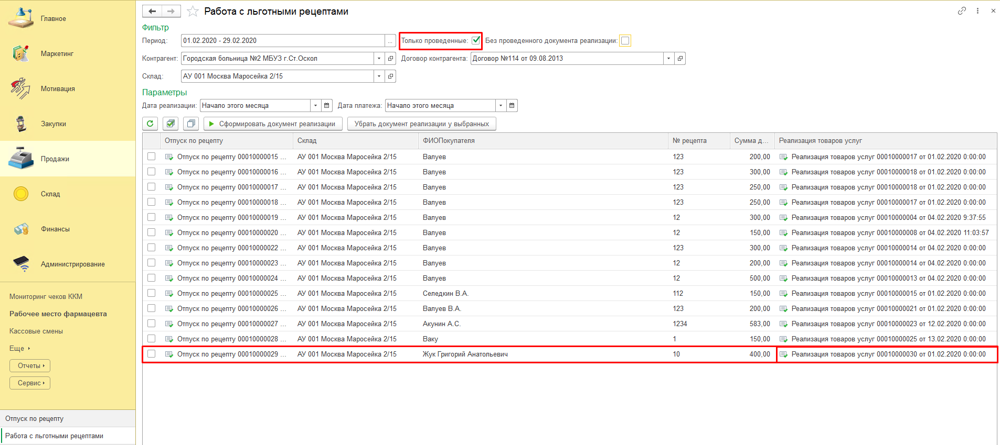 Главное
Маркетинг
Мотивация
Закупки
Продажи
Склад
Финансы
Администрирование
Мониторинг чеков ККМ
Рабочее место фармацевта
Кассовые смены
Еще
Отчеты
Сервис
Отпуск по рецепту
Работа с льготными рецептами
Работа с льготными рецептами
Фильтр
Период: 01.02.2020 - 29.02.2020 ... Только проведенные: Без проведенного документа реализации:
Контрагент: Городская больница №2 МБУЗ г.Ст.Оскол Договор контрагента: Договор №114 от 09.08.2013
Склад: АУ 001 Москва Маросейка 2/15
Параметры
Дата реализации: Начало этого месяца Дата платежа: Начало этого месяца
Сформировать документ реализации Убрать документ реализации у выбранных
Отпуск по рецепту Склад ФИОПокупателя № рецепта Сумма д... Реализация товаров услуг
Отпуск по рецепту 00010000015 ... АУ 001 Москва Маросейка 2/15 Валуев 123 200,00 Реализация товаров услуг 00010000017 от 01.02.2020 0:00:00
Отпуск по рецепту 00010000016 ... АУ 001 Москва Маросейка 2/15 Валуев 123 300,00 Реализация товаров услуг 00010000018 от 01.02.2020 0:00:00
Отпуск по рецепту 00010000017 ... АУ 001 Москва Маросейка 2/15 Валуев 123 250,00 Реализация товаров услуг 00010000018 от 01.02.2020 0:00:00
Отпуск по рецепту 00010000018 ... АУ 001 Москва Маросейка 2/15 Валуев 123 250,00 Реализация товаров услуг 00010000017 от 01.02.2020 0:00:00
Отпуск по рецепту 00010000019 ... АУ 001 Москва Маросейка 2/15 Валуев 12 300,00 Реализация товаров услуг 00010000004 от 04.02.2020 9:37:55
Отпуск по рецепту 00010000020 ... АУ 001 Москва Маросейка 2/15 Валуев 12 150,00 Реализация товаров услуг 00010000008 от 04.02.2020 11:03:57
Отпуск по рецепту 00010000022 ... АУ 001 Москва Маросейка 2/15 Валуев 123 300,00 Реализация товаров услуг 00010000014 от 04.02.2020 0:00:00
Отпуск по рецепту 00010000023 ... АУ 001 Москва Маросейка 2/15 Валуев 12 200,00 Реализация товаров услуг 00010000014 от 04.02.2020 0:00:00
Отпуск по рецепту 00010000024 ... АУ 001 Москва Маросейка 2/15 Валуев 12 500,00 Реализация товаров услуг 00010000013 от 04.02.2020 0:00:00
Отпуск по рецепту 00010000025 ... АУ 001 Москва Маросейка 2/15 Селедкин В.А. 112 150,00 Реализация товаров услуг 00010000015 от 01.02.2020 0:00:00
Отпуск по рецепту 00010000026 ... АУ 001 Москва Маросейка 2/15 Валуев В.А. 123 200,00 Реализация товаров услуг 00010000021 от 01.02.2020 0:00:00
Отпуск по рецепту 00010000027 ... АУ 001 Москва Маросейка 2/15 Акунин А.С. 1234 583,00 Реализация товаров услуг 00010000023 от 12.02.2020 0:00:00
Отпуск по рецепту 00010000028 ... АУ 001 Москва Маросейка 2/15 Ваку 1 150,00 Реализация товаров услуг 00010000025 от 13.02.2020 0:00:00
Отпуск по рецепту 00010000029 ... АУ 001 Москва Маросейка 2/15 Жук Григорий Анатольевич 10 400,00 Реализация товаров услуг 00010000030 от 01.02.2020 0:00:00